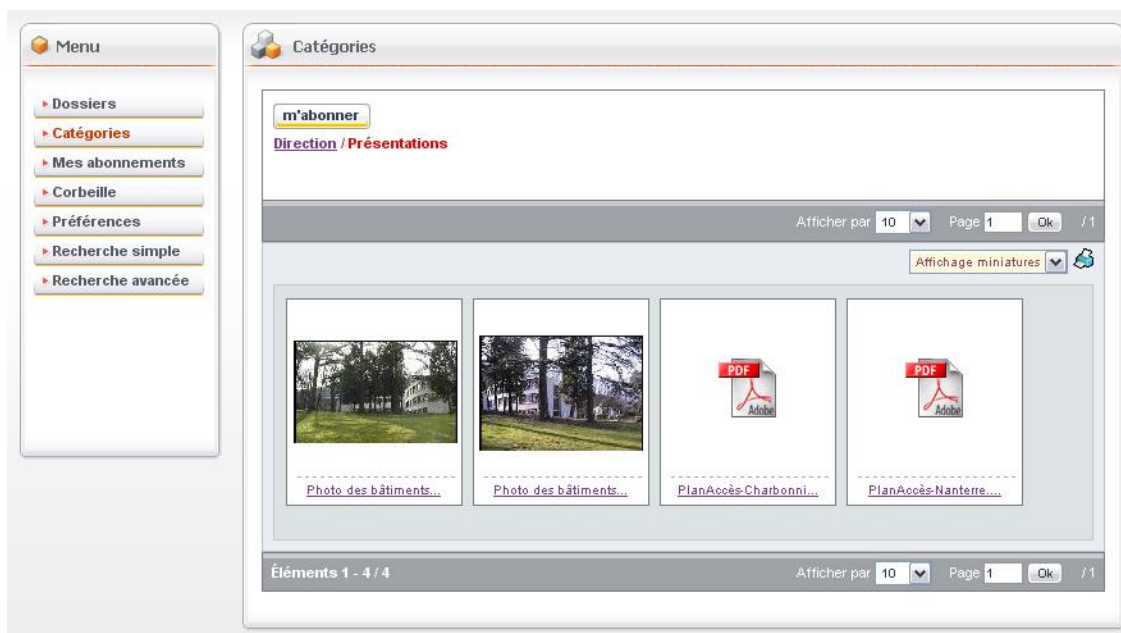 Menu
Dossiers
Catégories
Mes abonnements
Corbeille
Préférences
Recherche simple
Recherche avancée
Catégories
m'abonner
Direction / Présentations
Afficher par 10 Page 1 Ok / 1
Affichage miniatures
PDF Adobe
PDF Adobe
Photo des bâtiments...
Photo des bâtiments...
PlanAccès-Charbonni...
PlanAccès-Nanterre....
Éléments 1 - 4 / 4
Afficher par 10 Page 1 Ok / 1